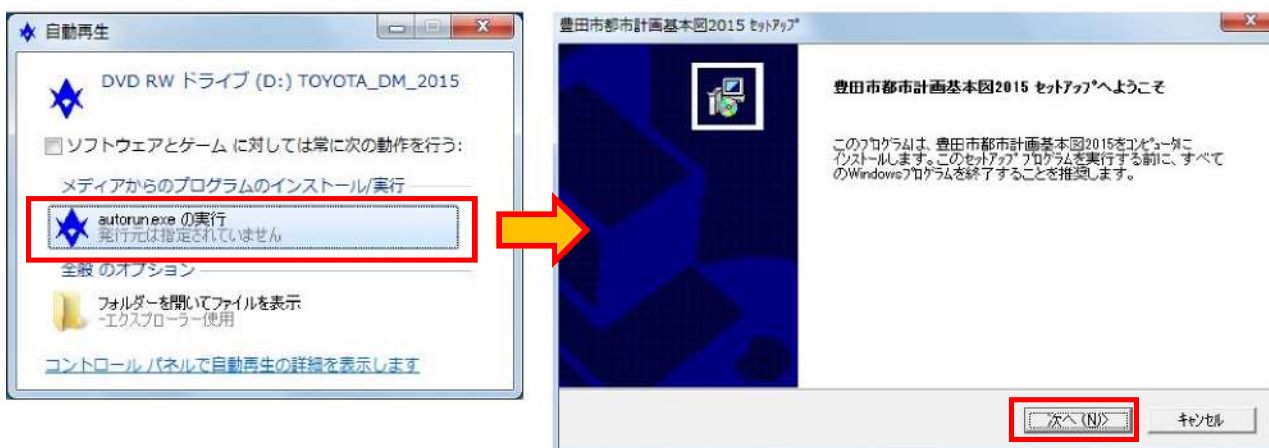 自動再生
DVD RW ドライブ (D:) TOYOTA_DM_2015
ソフトウェアとゲーム に対しては常に次の動作を行う:
メディアからのプログラムのインストール/実行
autorun.exe の実行
発行元は指定されていません
全般 のオプション
フォルダーを開いてファイルを表示
-エクスプローラー使用
コントロール パネルで自動再生の詳細を表示します
豊田市都市計画基本図2015 ｾｯﾄｱｯﾌﾟ
豊田市都市計画基本図2015 ｾｯﾄｱｯﾌﾟへようこそ
このﾌﾟﾛｸﾞﾗﾑは、豊田市都市計画基本図2015をｺﾝﾋﾟｭｰﾀに
ｲﾝｽﾄｰﾙします。このｾｯﾄｱｯﾌﾟ ﾌﾟﾛｸﾞﾗﾑを実行する前に、すべて
のWindowsﾌﾟﾛｸﾞﾗﾑを終了することを推奨します。
次へ(N)>
ｷｬﾝｾﾙ